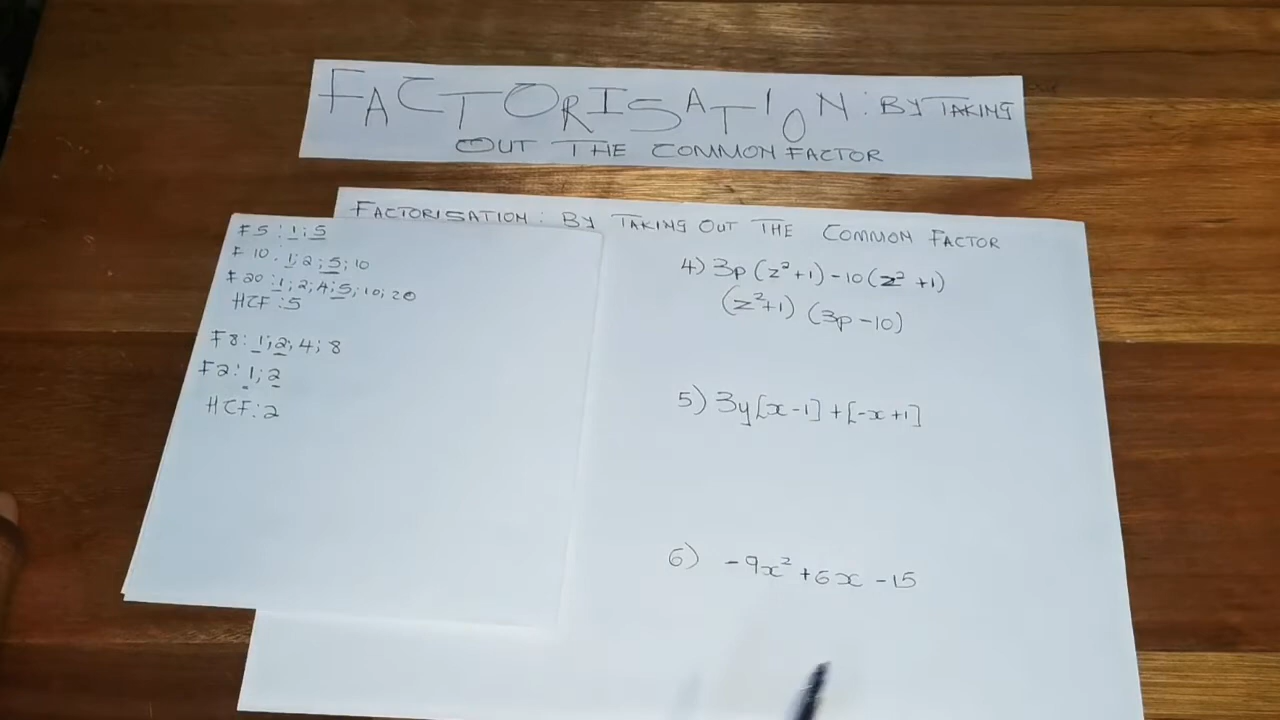 FACTORISATION: BY TAKING
OUT THE COMMON FACTOR
FACTORISATION: BY TAKING OUT THE COMMON FACTOR
F5: 1; 5
F10: 1; 2; 5; 10
F20: 1; 2; 4; 5; 10; 20
HCF: 5
F8: 1; 2; 4; 8
F2: 1; 2
HCF: 2
4) 3p(z²+1)-10(z²+1)
(z²+1)(3p-10)
5) 3y[x-1]+[-x+1]
6) -9x²+6x-15